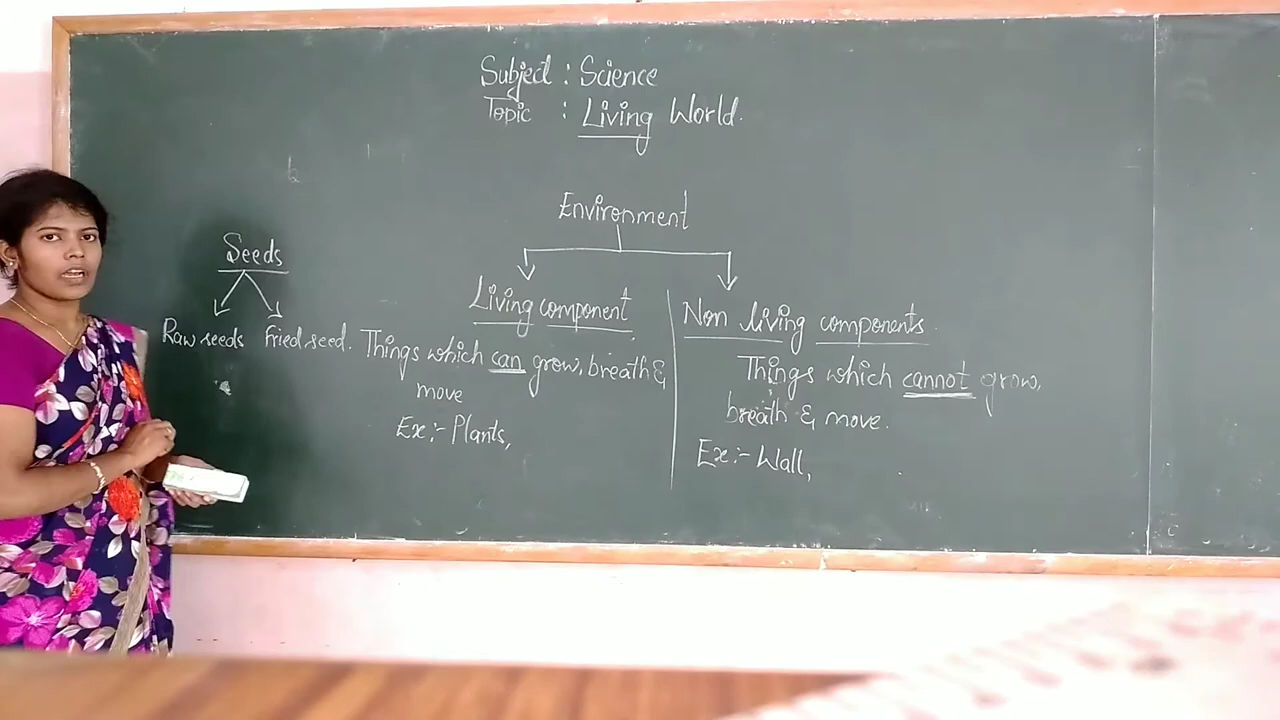 Subject : Science
Topic : Living World.
Environment
Seeds
Raw seeds Fried seed.
Living component
Things which can grow, breath &
move
Ex :- Plants,
Non living components.
Things which cannot grow,
breath & move.
Ex :- Wall,